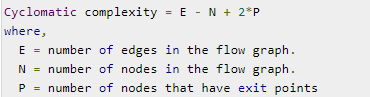 Cyclomatic complexity = E - N + 2*P
where,
E = number of edges in the flow graph.
N = number of nodes in the flow graph.
P = number of nodes that have exit points